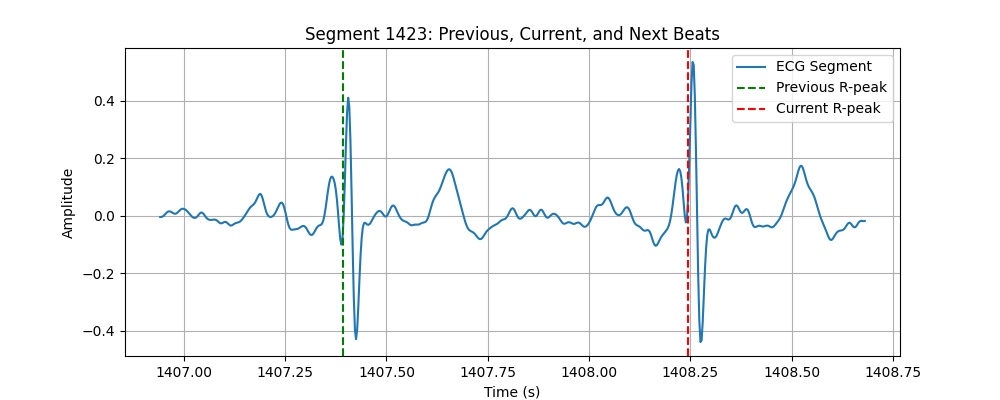 Segment 1423: Previous, Current, and Next Beats
ECG Segment
Previous R-peak
Current R-peak
Amplitude
0.4
0.2
0.0
−0.2
−0.4
1407.00 1407.25 1407.50 1407.75 1408.00 1408.25 1408.50 1408.75
Time (s)